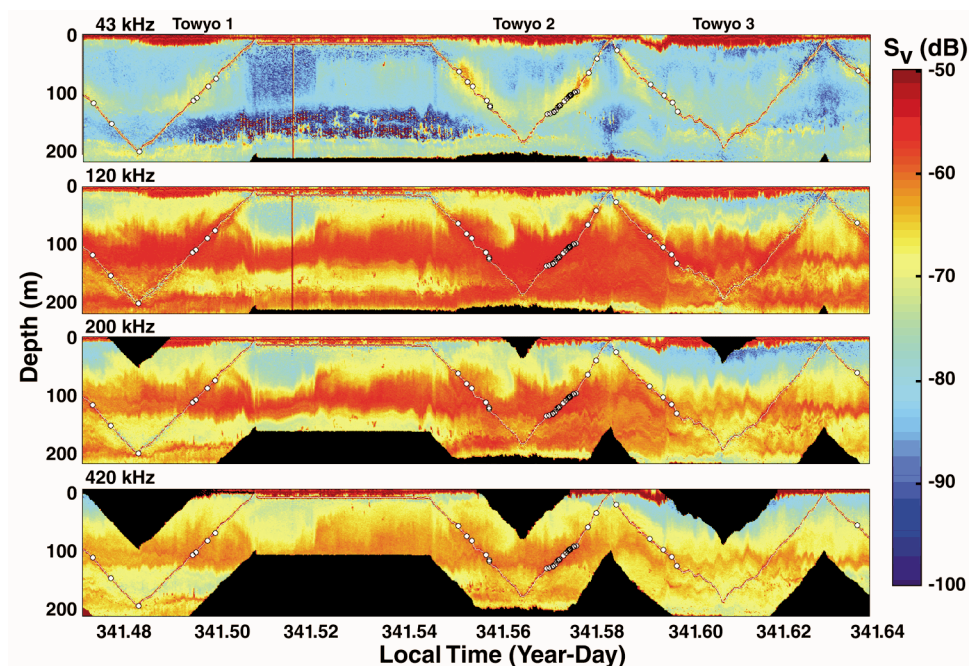 Towyo 1 Towyo 2 Towyo 3
43 kHz
Sv (dB)
0
100
200
-50
120 kHz
0
100
200
-60
-70
Depth (m)
200 kHz
0
100
200
-80
420 kHz
0
100
200
-90
-100
341.48 341.50 341.52 341.54 341.56 341.58 341.60 341.62 341.64
Local Time (Year-Day)